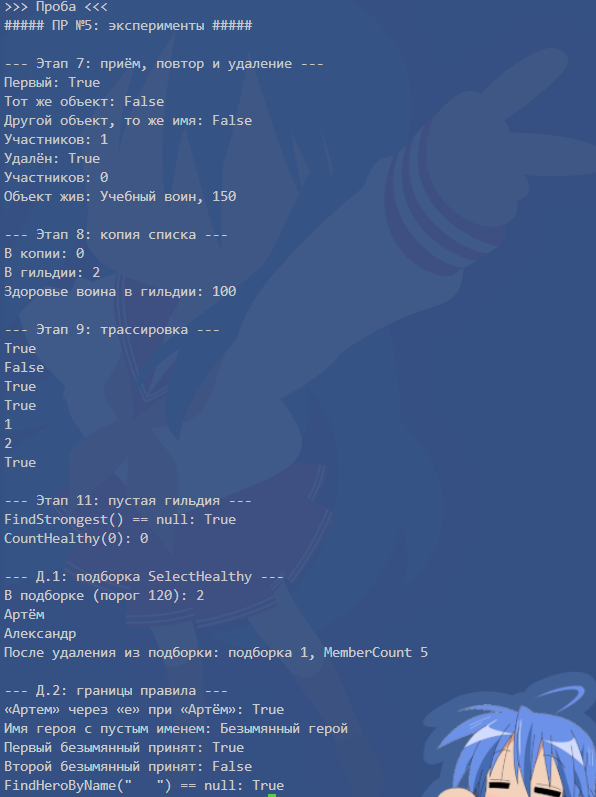 >>> Проба <<<
##### ПР №5: эксперименты #####
--- Этап 7: приём, повтор и удаление ---
Первый: True
Тот же объект: False
Другой объект, то же имя: False
Участников: 1
Удалён: True
Участников: 0
Объект жив: Учебный воин, 150
--- Этап 8: копия списка ---
В копии: 0
В гильдии: 2
Здоровье воина в гильдии: 100
--- Этап 9: трассировка ---
True
False
True
True
1
2
True
--- Этап 11: пустая гильдия ---
FindStrongest() == null: True
CountHealthy(0): 0
--- Д.1: подборка SelectHealthy ---
В подборке (порог 120): 2
Артём
Александр
После удаления из подборки: подборка 1, MemberCount 5
--- Д.2: границы правила ---
«Артем» через «е» при «Артём»: True
Имя героя с пустым именем: Безымянный герой
Первый безымянный принят: True
Второй безымянный принят: False
FindHeroByName("   ") == null: True